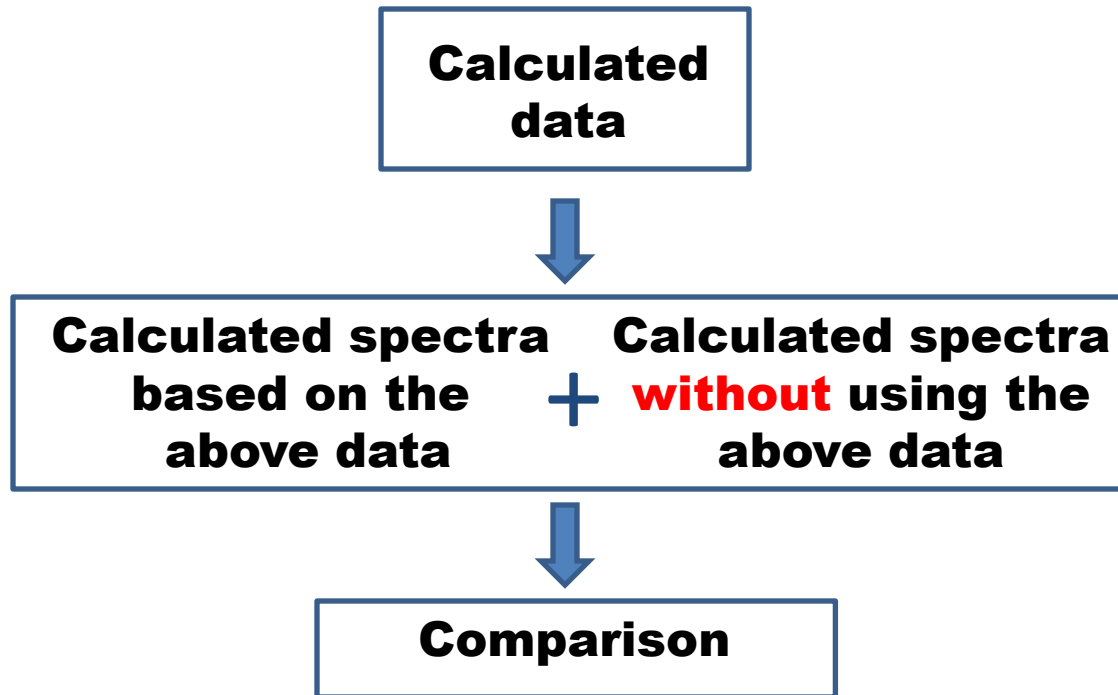 Calculated
data
Calculated spectra
based on the
above data
+
Calculated spectra
without using the
above data
Comparison